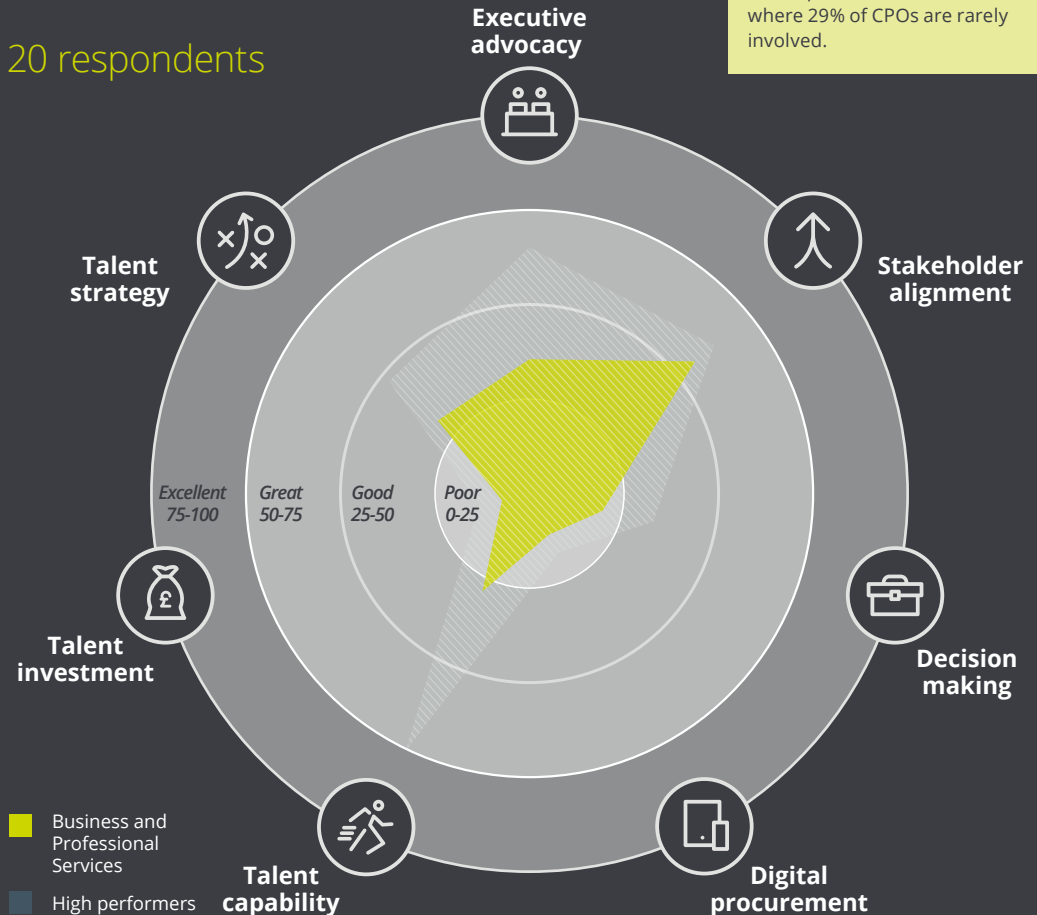 20 respondents
where 29% of CPOs are rarely
involved.
Executive
advocacy
Talent
strategy
Stakeholder
alignment
Excellent
75-100
Great
50-75
Good
25-50
Poor
0-25
£
Talent
investment
Decision
making
Talent
capability
Digital
procurement
Business and
Professional
Services
High performers